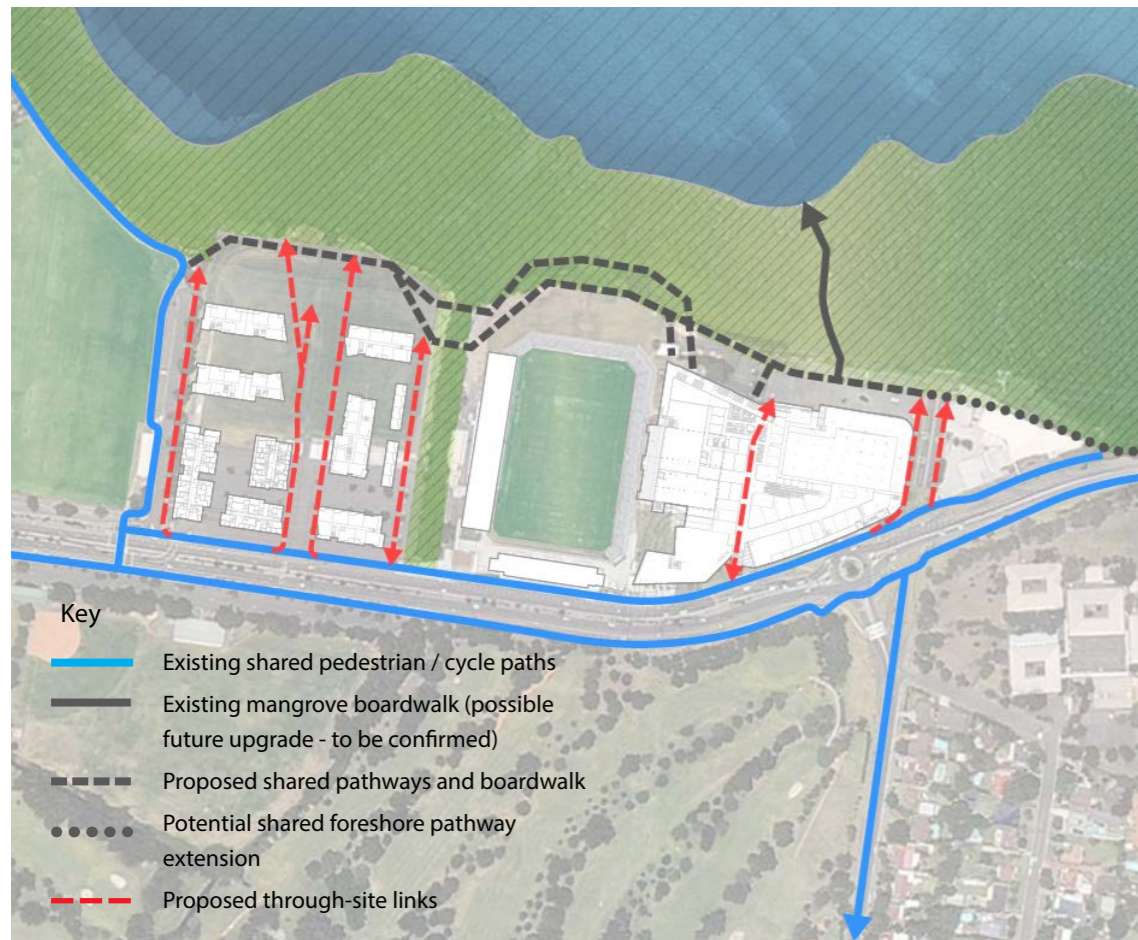 Key
Existing shared pedestrian / cycle paths
Existing mangrove boardwalk (possible
future upgrade - to be confirmed)
Proposed shared pathways and boardwalk
Potential shared foreshore pathway
extension
Proposed through-site links